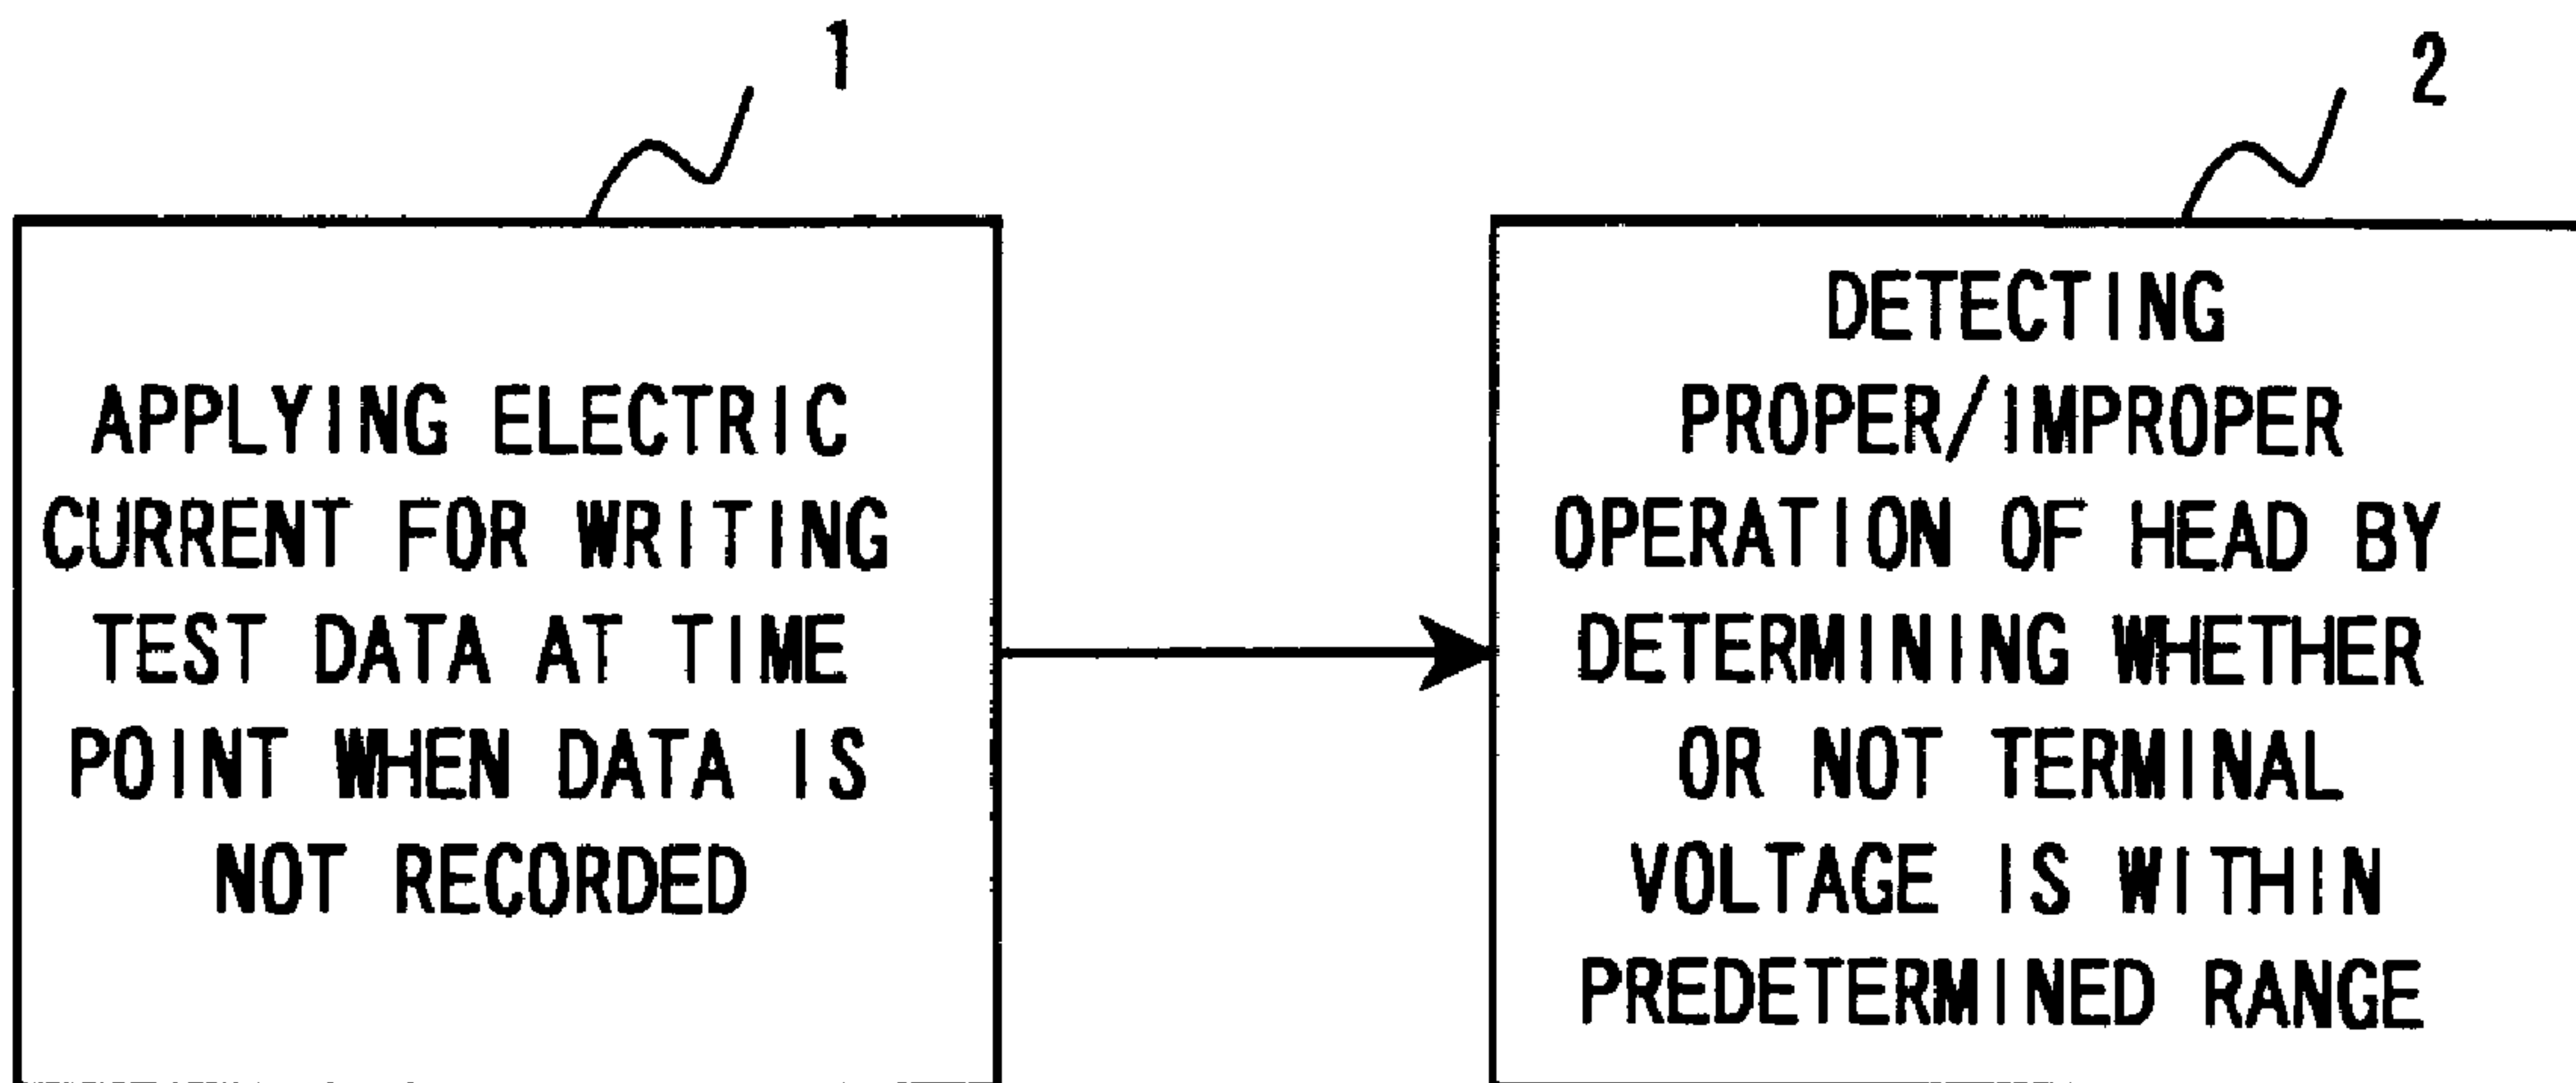 1
APPLYING ELECTRIC
CURRENT FOR WRITING
TEST DATA AT TIME
POINT WHEN DATA IS
NOT RECORDED
2
DETECTING
PROPER/IMPROPER
OPERATION OF HEAD BY
DETERMINING WHETHER
OR NOT TERMINAL
VOLTAGE IS WITHIN
PREDETERMINED RANGE